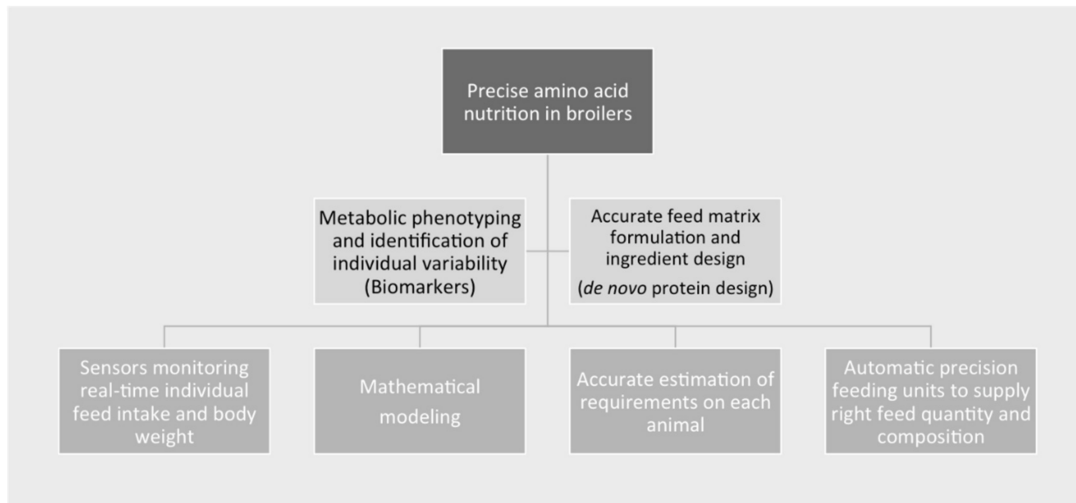 Precise amino acid
nutrition in broilers
Metabolic phenotyping
and identification of
individual variability
(Biomarkers)
Accurate feed matrix
formulation and
ingredient design
(de novo protein design)
Sensors monitoring
real-time individual
feed intake and body
weight
Mathematical
modeling
Accurate estimation of
requirements on each
animal
Automatic precision
feeding units to supply
right feed quantity and
composition